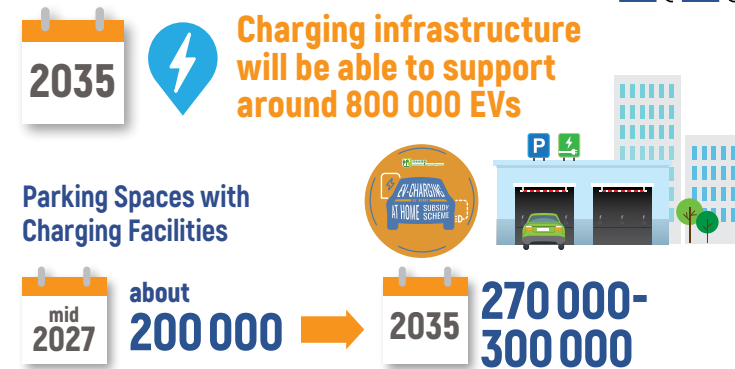 2035
Charging infrastructure
will be able to support
around 800 000 EVs
P
EV-CHARGING
AT HOME SUBSIDY
SCHEME
Parking Spaces with
Charging Facilities
mid
2027
about
200 000
2035
270 000-
300 000